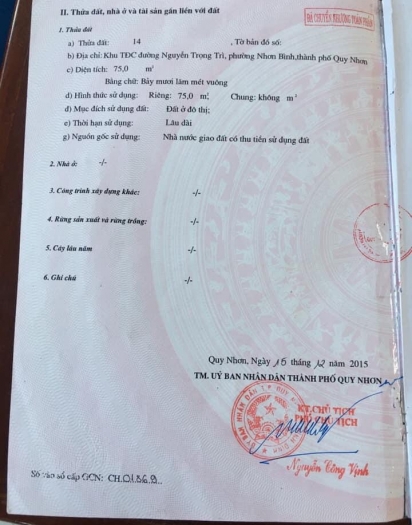 II. Thửa đất, nhà ở và tài sản gắn liền với đất
ĐÃ CHUYỂN NHƯỢNG TOÀN
1. Thửa đất
a) Thửa đất: 14 , Tờ bản đồ số:
b) Địa chỉ: Khu TĐC đường Nguyễn Trọng Trì, phường Nhơn Bình,thành phố Quy Nhơn
c) Diện tích: 75,0 m²
Bằng chữ: Bảy mươi lăm mét vuông
d) Hình thức sử dụng: Riêng: 75,0 m², Chung: không m²
đ) Mục đích sử dụng đất: Đất ở đô thị;
e) Thời hạn sử dụng: Lâu dài
g) Nguồn gốc sử dụng: Nhà nước giao đất có thu tiền sử dụng đất
2. Nhà ở: -/-
3. Công trình xây dựng khác: -/-
4. Rừng sản xuất và rừng trồng: -/-
5. Cây lâu năm -/-
6. Ghi chú -/-
Quy Nhơn, Ngày 15 tháng 12 năm 2015
TM. UỶ BAN NHÂN DÂN THÀNH PHỐ QUY NHƠN
KT.CHỦ TỊCH
PHÓ CHỦ TỊCH
Nguyễn Công Vịnh
Số vào sổ cấp GCN: CH.01369